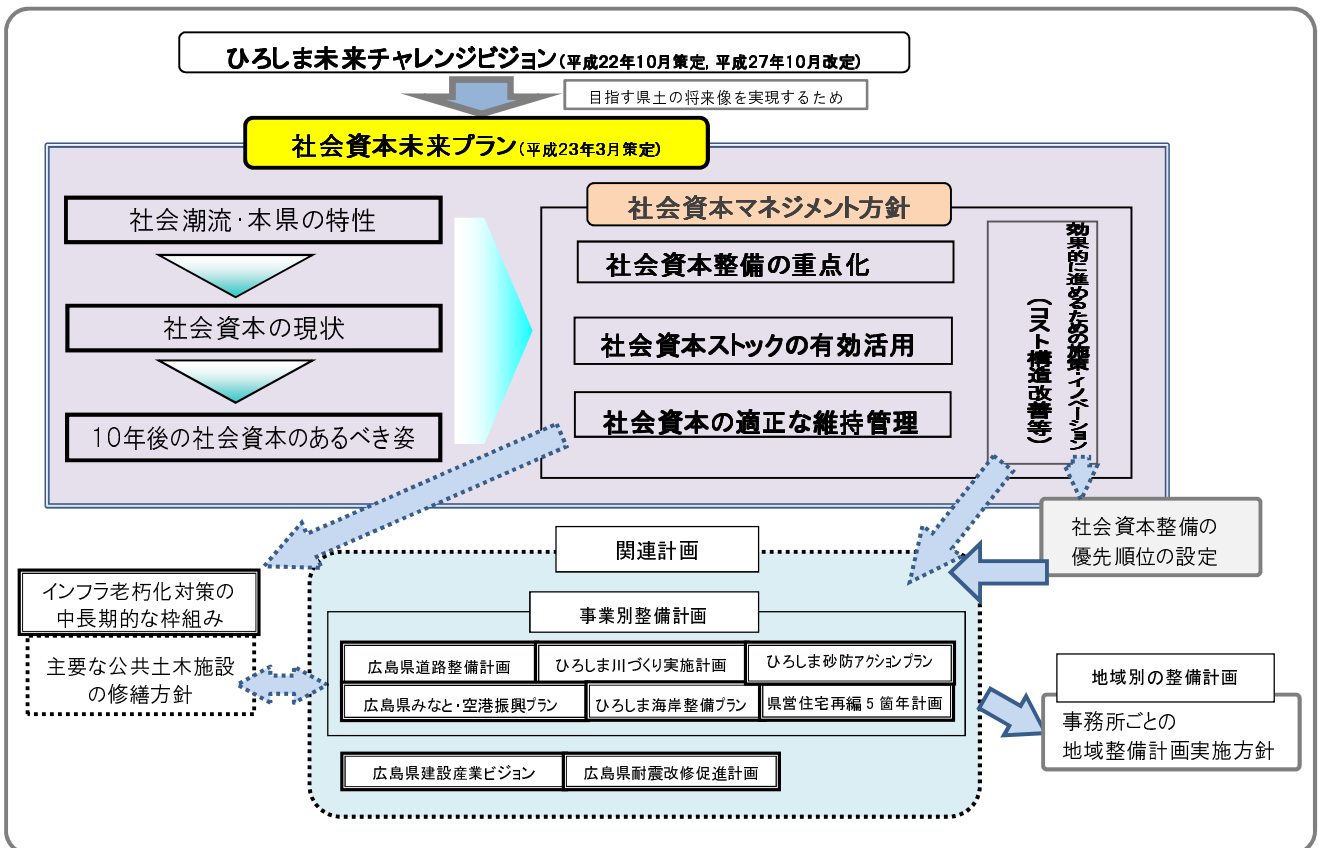 ひろしま未来チャレンジビジョン(平成22年10月策定, 平成27年10月改定)
目指す県土の将来像を実現するため
社会資本未来プラン(平成23年3月策定)
社会潮流・本県の特性
社会資本の現状
10年後の社会資本のあるべき姿
社会資本マネジメント方針
社会資本整備の重点化
社会資本ストックの有効活用
社会資本の適正な維持管理
効果的に進めるための施策・イノベーション
(コスト構造改善等)
社会資本整備の
優先順位の設定
関連計画
インフラ老朽化対策の
中長期的な枠組み
主要な公共土木施設
の修繕方針
事業別整備計画
広島県道路整備計画
ひろしま川づくり実施計画
ひろしま砂防アクションプラン
広島県みなと・空港振興プラン
ひろしま海岸整備プラン
県営住宅再編5箇年計画
広島県建設産業ビジョン
広島県耐震改修促進計画
地域別の整備計画
事務所ごとの
地域整備計画実施方針